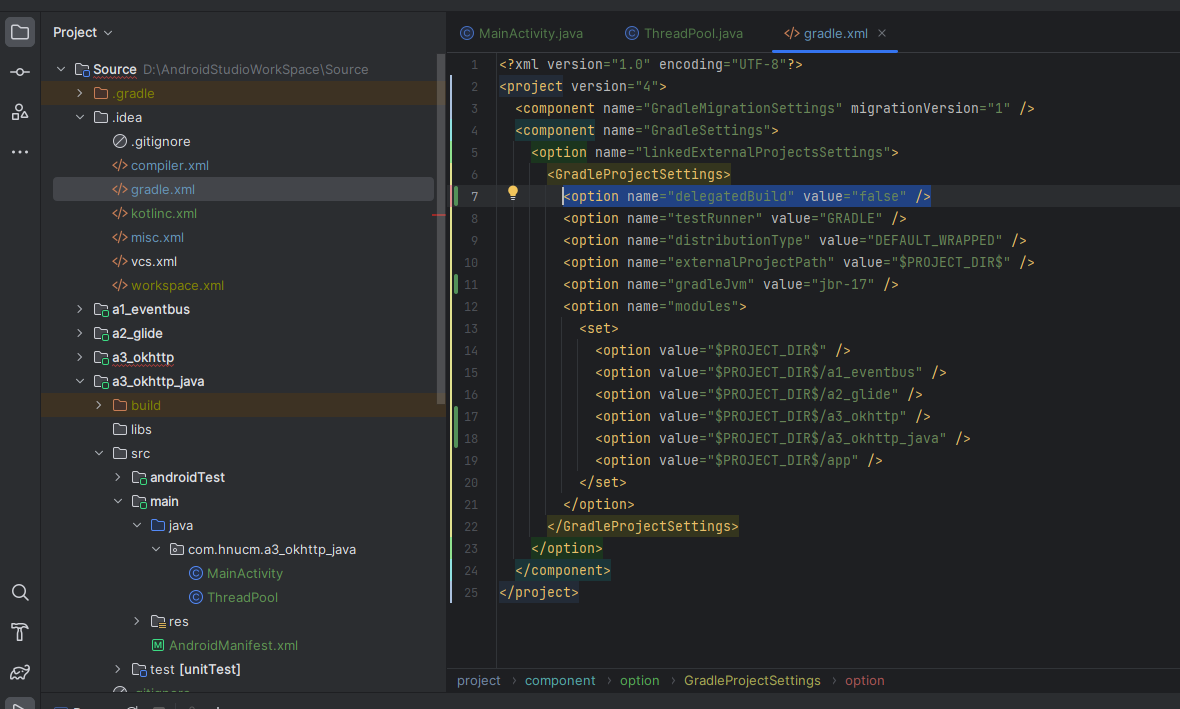 Project
Source D:\AndroidStudioWorkSpace\Source
.gradle
.idea
.gitignore
compiler.xml
gradle.xml
kotlinc.xml
misc.xml
vcs.xml
workspace.xml
a1_eventbus
a2_glide
a3_okhttp
a3_okhttp_java
build
libs
src
androidTest
main
java
com.hnucm.a3_okhttp_java
MainActivity
ThreadPool
res
AndroidManifest.xml
test [unitTest]
.gitignore
MainActivity.java ThreadPool.java gradle.xml
1 <?xml version="1.0" encoding="UTF-8"?>
2 <project version="4">
3 <component name="GradleMigrationSettings" migrationVersion="1" />
4 <component name="GradleSettings">
5 <option name="linkedExternalProjectsSettings">
6 <GradleProjectSettings>
7 <option name="delegatedBuild" value="false" />
8 <option name="testRunner" value="GRADLE" />
9 <option name="distributionType" value="DEFAULT_WRAPPED" />
10 <option name="externalProjectPath" value="$PROJECT_DIR$" />
11 <option name="gradleJvm" value="jbr-17" />
12 <option name="modules">
13 <set>
14 <option value="$PROJECT_DIR$" />
15 <option value="$PROJECT_DIR$/a1_eventbus" />
16 <option value="$PROJECT_DIR$/a2_glide" />
17 <option value="$PROJECT_DIR$/a3_okhttp" />
18 <option value="$PROJECT_DIR$/a3_okhttp_java" />
19 <option value="$PROJECT_DIR$/app" />
20 </set>
21 </option>
22 </GradleProjectSettings>
23 </option>
24 </component>
25 </project>
project › component › option › GradleProjectSettings › option